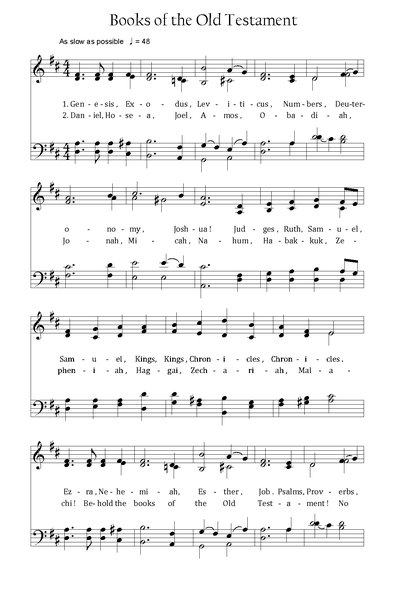 Books of the Old Testament
As slow as possible ♩ = 48
1. Gen - e - sis, Ex - o - dus, Lev - i - ti - cus, Num - bers, Deu-ter-
2. Dan-iel, Ho - se - a, Joel, A - mos, O - ba - di - ah,
o - no - my, Josh - ua! Jud - ges, Ruth, Sam - u - el,
Jo - nah, Mi - cah, Na - hum, Ha - bak - kuk, Ze -
Sam - u - el, Kings, Kings, Chron - i - cles, Chron - i - cles.
phen - i - ah, Hag - gai, Zech - a - ri - ah, Mal - a -
Ez - ra, Ne - he - mi - ah, Es - ther, Job. Psalms, Prov - erbs,
chi! Be - hold the books of the Old Test - a - ment! No